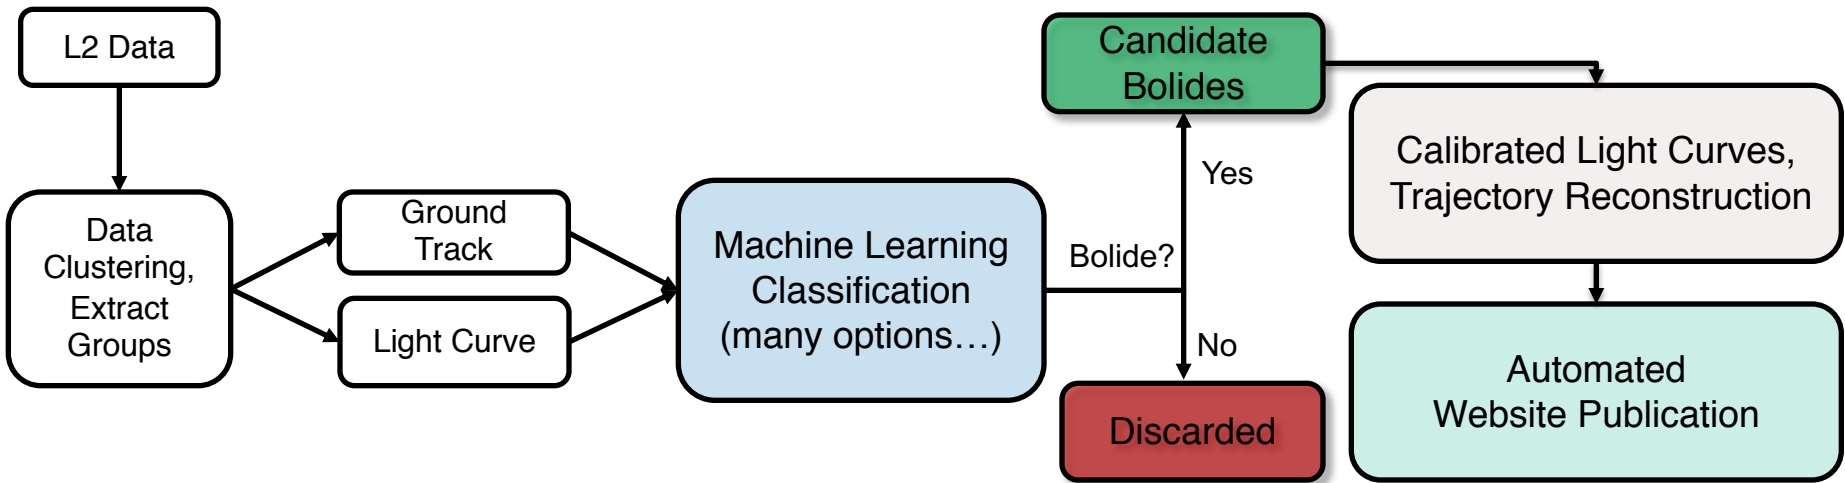 L2 Data
Data
Clustering,
Extract
Groups
Ground
Track
Light Curve
Machine Learning
Classification
(many options…)
Bolide?
Yes
No
Candidate
Bolides
Discarded
Calibrated Light Curves,
Trajectory Reconstruction
Automated
Website Publication